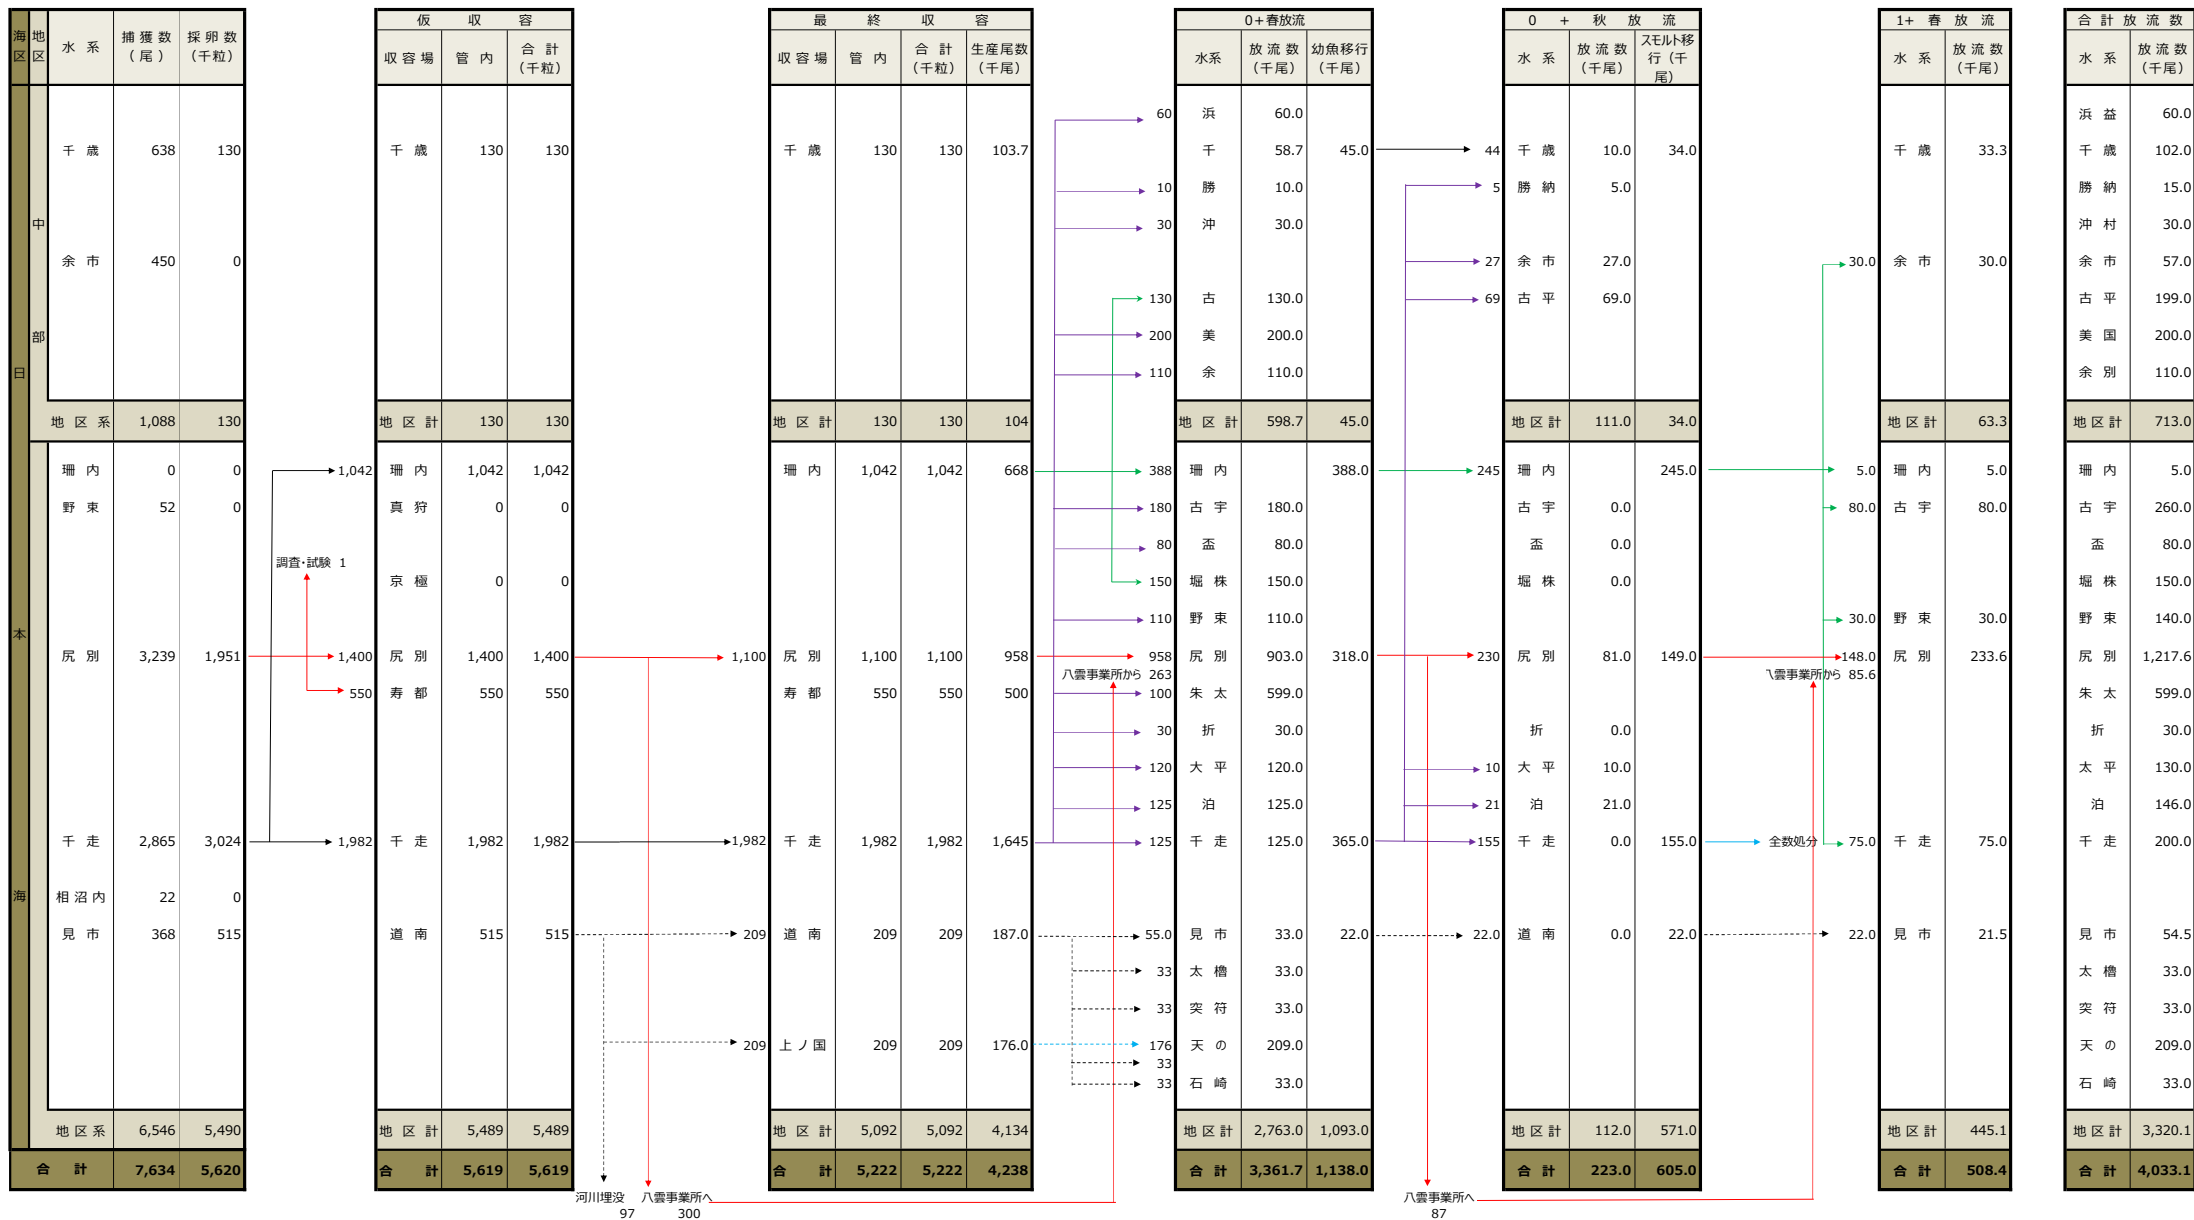 海区 地区 水系 捕獲数（尾） 採卵数（千粒）
仮収容
収容場 管内 合計（千粒）
最終収容
収容場 管内 合計（千粒） 生産尾数（千尾）
0+春放流
水系 放流数（千尾） 幼魚移行（千尾）
0+秋放流
水系 放流数（千尾） スモルト移行（千尾）
1+春放流
水系 放流数（千尾）
合計放流数
水系 放流数（千尾）
日本海
中部
60 浜 60.0 浜益 60.0
千歳 638 130 千歳 130 130 千歳 130 130 103.7 千 58.7 45.0 44 千歳 10.0 34.0 千歳 33.3 千歳 102.0
10 勝 10.0 5 勝納 5.0 勝納 15.0
30 沖 30.0 沖村 30.0
余市 450 0 27 余市 27.0 30.0 余市 30.0 余市 57.0
130 古 130.0 69 古平 69.0 古平 199.0
200 美 200.0 美国 200.0
110 余 110.0 余別 110.0
地区系 1,088 130 地区計 130 130 地区計 130 130 104 地区計 598.7 45.0 地区計 111.0 34.0 地区計 63.3 地区計 713.0
珊内 0 0 1,042 珊内 1,042 1,042 珊内 1,042 1,042 668 388 珊内 388.0 245 珊内 245.0 5.0 珊内 5.0 珊内 5.0
野束 52 0 真狩 0 0 180 古宇 180.0 古宇 0.0 80.0 古宇 80.0 古宇 260.0
80 盃 80.0 盃 0.0 盃 80.0
調査・試験 1
京極 0 0 150 堀株 150.0 堀株 0.0 堀株 150.0
110 野束 110.0 30.0 野束 30.0 野束 140.0
尻別 3,239 1,951 1,400 尻別 1,400 1,400 1,100 尻別 1,100 1,100 958 958 尻別 903.0 318.0 230 尻別 81.0 149.0 148.0 尻別 233.6 尻別 1,217.6
八雲事業所から 263 八雲事業所から 85.6
550 寿都 550 550 寿都 550 550 500 100 朱太 599.0 朱太 599.0
30 折 30.0 折 0.0 折 30.0
120 大平 120.0 10 大平 10.0 太平 130.0
125 泊 125.0 21 泊 21.0 泊 146.0
千走 2,865 3,024 1,982 千走 1,982 1,982 1,982 千走 1,982 1,982 1,645 125 千走 125.0 365.0 155 千走 0.0 155.0 全数処分 75.0 千走 75.0 千走 200.0
相沼内 22 0
見市 368 515 道南 515 515 209 道南 209 209 187.0 55.0 見市 33.0 22.0 22.0 道南 0.0 22.0 22.0 見市 21.5 見市 54.5
33 太櫓 33.0 太櫓 33.0
33 突符 33.0 突符 33.0
209 上ノ国 209 209 176.0 176 天の 209.0 天の 209.0
33
33 石崎 33.0 石崎 33.0
地区系 6,546 5,490 地区計 5,489 5,489 地区計 5,092 5,092 4,134 地区計 2,763.0 1,093.0 地区計 112.0 571.0 地区計 445.1 地区計 3,320.1
合計 7,634 5,620 合計 5,619 5,619 合計 5,222 5,222 4,238 合計 3,361.7 1,138.0 合計 223.0 605.0 合計 508.4 合計 4,033.1
河川埋没 八雲事業所へ 八雲事業所へ
97 300 87